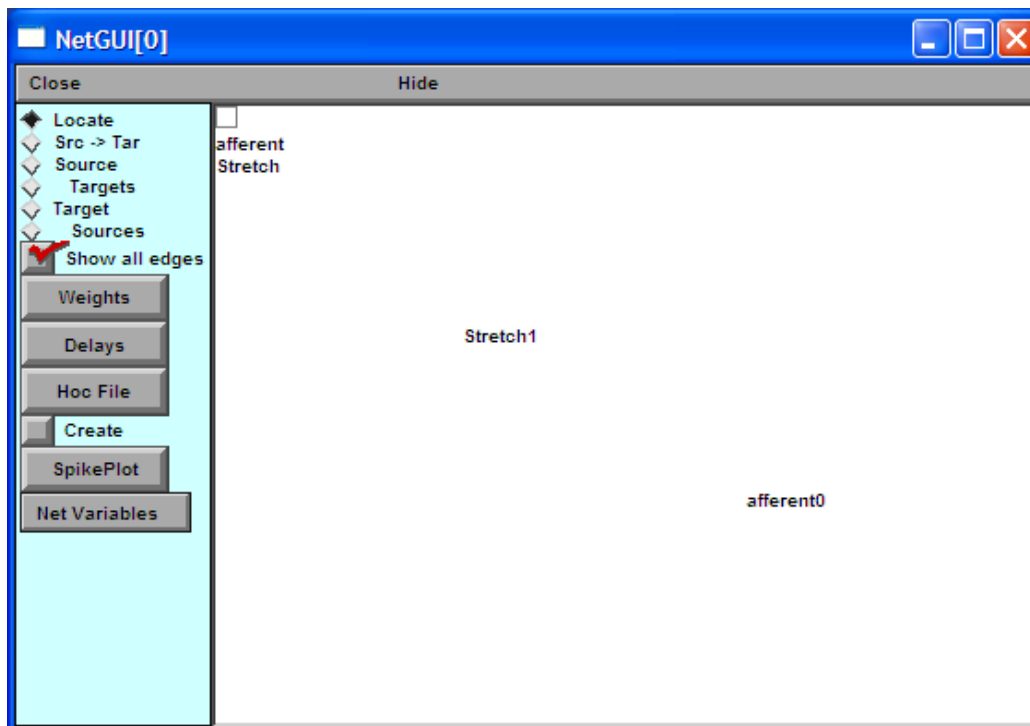 NetGUI[0]
Close Hide
Locate
Src -> Tar
Source
Targets
Target
Sources
Show all edges
Weights
Delays
Hoc File
Create
SpikePlot
Net Variables
afferent
Stretch
Stretch1
afferent0